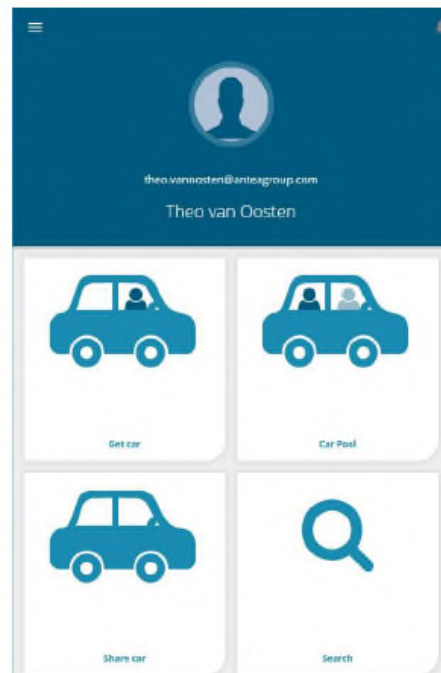 theo.vanoosten@anteagroup.com
Theo van Oosten
Get car
Car Pool
Share car
Search